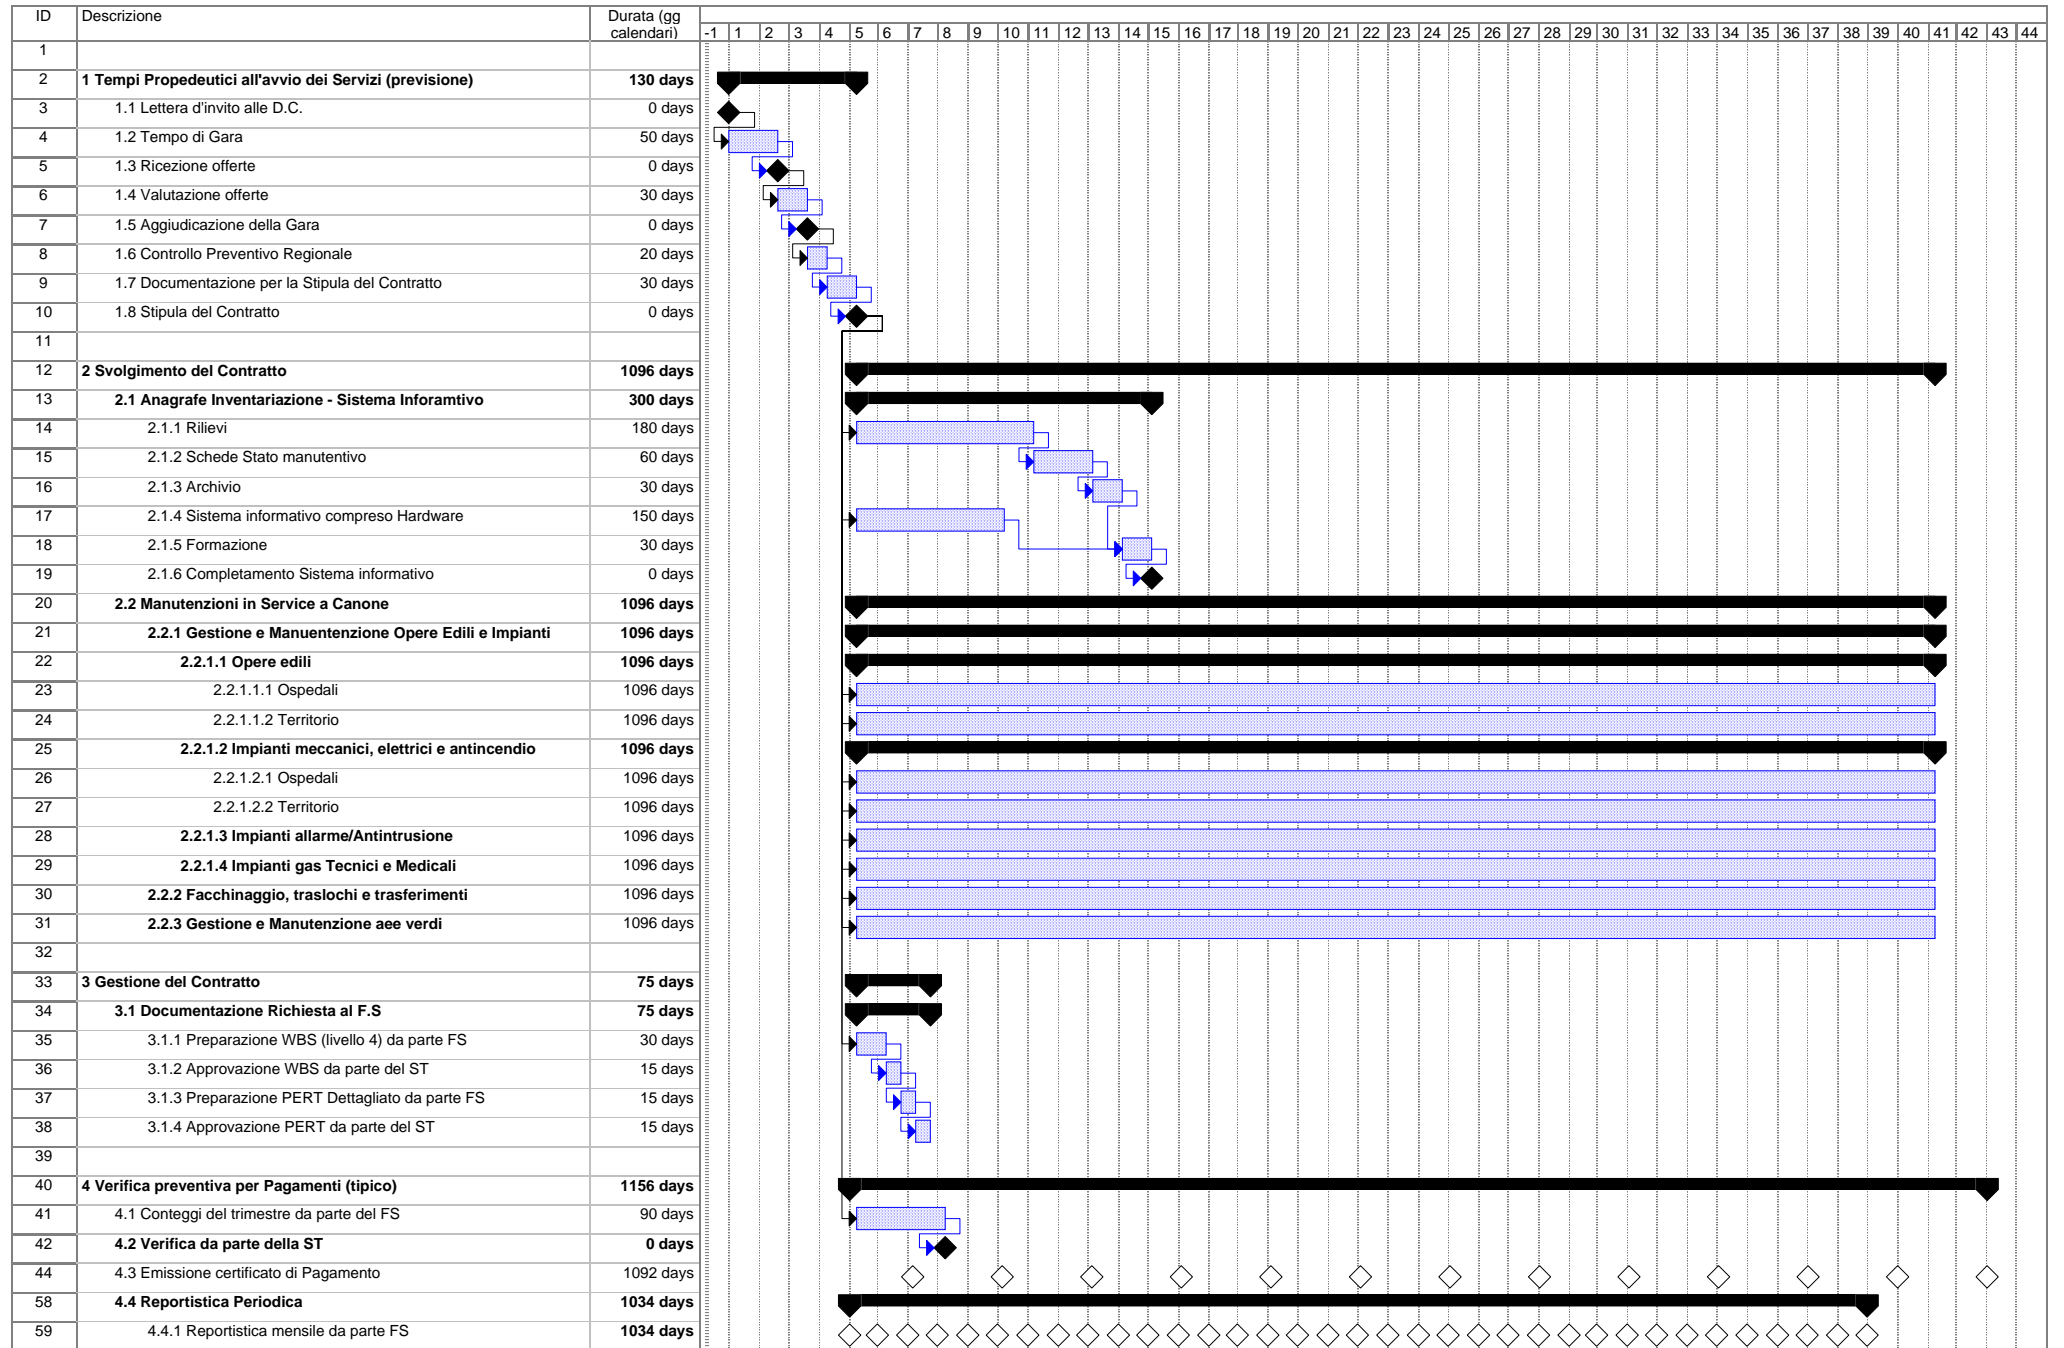 ID Descrizione Durata (gg
calendari)
-1 1 2 3 4 5 6 7 8 9 10 11 12 13 14 15 16 17 18 19 20 21 22 23 24 25 26 27 28 29 30 31 32 33 34 35 36 37 38 39 40 41 42 43 44
1
2 1 Tempi Propedeutici all'avvio dei Servizi (previsione) 130 days
3 1.1 Lettera d'invito alle D.C. 0 days
4 1.2 Tempo di Gara 50 days
5 1.3 Ricezione offerte 0 days
6 1.4 Valutazione offerte 30 days
7 1.5 Aggiudicazione della Gara 0 days
8 1.6 Controllo Preventivo Regionale 20 days
9 1.7 Documentazione per la Stipula del Contratto 30 days
10 1.8 Stipula del Contratto 0 days
11
12 2 Svolgimento del Contratto 1096 days
13 2.1 Anagrafe Inventariazione - Sistema Inforamtivo 300 days
14 2.1.1 Rilievi 180 days
15 2.1.2 Schede Stato manutentivo 60 days
16 2.1.3 Archivio 30 days
17 2.1.4 Sistema informativo compreso Hardware 150 days
18 2.1.5 Formazione 30 days
19 2.1.6 Completamento Sistema informativo 0 days
20 2.2 Manutenzioni in Service a Canone 1096 days
21 2.2.1 Gestione e Manuentenzione Opere Edili e Impianti 1096 days
22 2.2.1.1 Opere edili 1096 days
23 2.2.1.1.1 Ospedali 1096 days
24 2.2.1.1.2 Territorio 1096 days
25 2.2.1.2 Impianti meccanici, elettrici e antincendio 1096 days
26 2.2.1.2.1 Ospedali 1096 days
27 2.2.1.2.2 Territorio 1096 days
28 2.2.1.3 Impianti allarme/Antintrusione 1096 days
29 2.2.1.4 Impianti gas Tecnici e Medicali 1096 days
30 2.2.2 Facchinaggio, traslochi e trasferimenti 1096 days
31 2.2.3 Gestione e Manutenzione aee verdi 1096 days
32
33 3 Gestione del Contratto 75 days
34 3.1 Documentazione Richiesta al F.S 75 days
35 3.1.1 Preparazione WBS (livello 4) da parte FS 30 days
36 3.1.2 Approvazione WBS da parte del ST 15 days
37 3.1.3 Preparazione PERT Dettagliato da parte FS 15 days
38 3.1.4 Approvazione PERT da parte del ST 15 days
39
40 4 Verifica preventiva per Pagamenti (tipico) 1156 days
41 4.1 Conteggi del trimestre da parte del FS 90 days
42 4.2 Verifica da parte della ST 0 days
44 4.3 Emissione certificato di Pagamento 1092 days
58 4.4 Reportistica Periodica 1034 days
59 4.4.1 Reportistica mensile da parte FS 1034 days